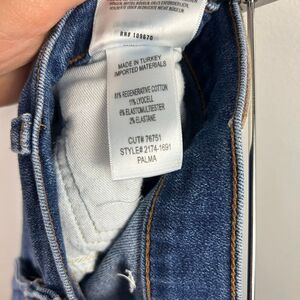 RN# 109670
MADE IN TURKEY
IMPORTED MATERIALS
81% REGENERATIVE COTTON
11% LYOCELL
6% ELASTOMULTIESTER
2% ELASTANE
CUT# 76751
STYLE# 2174-1691
PALMA